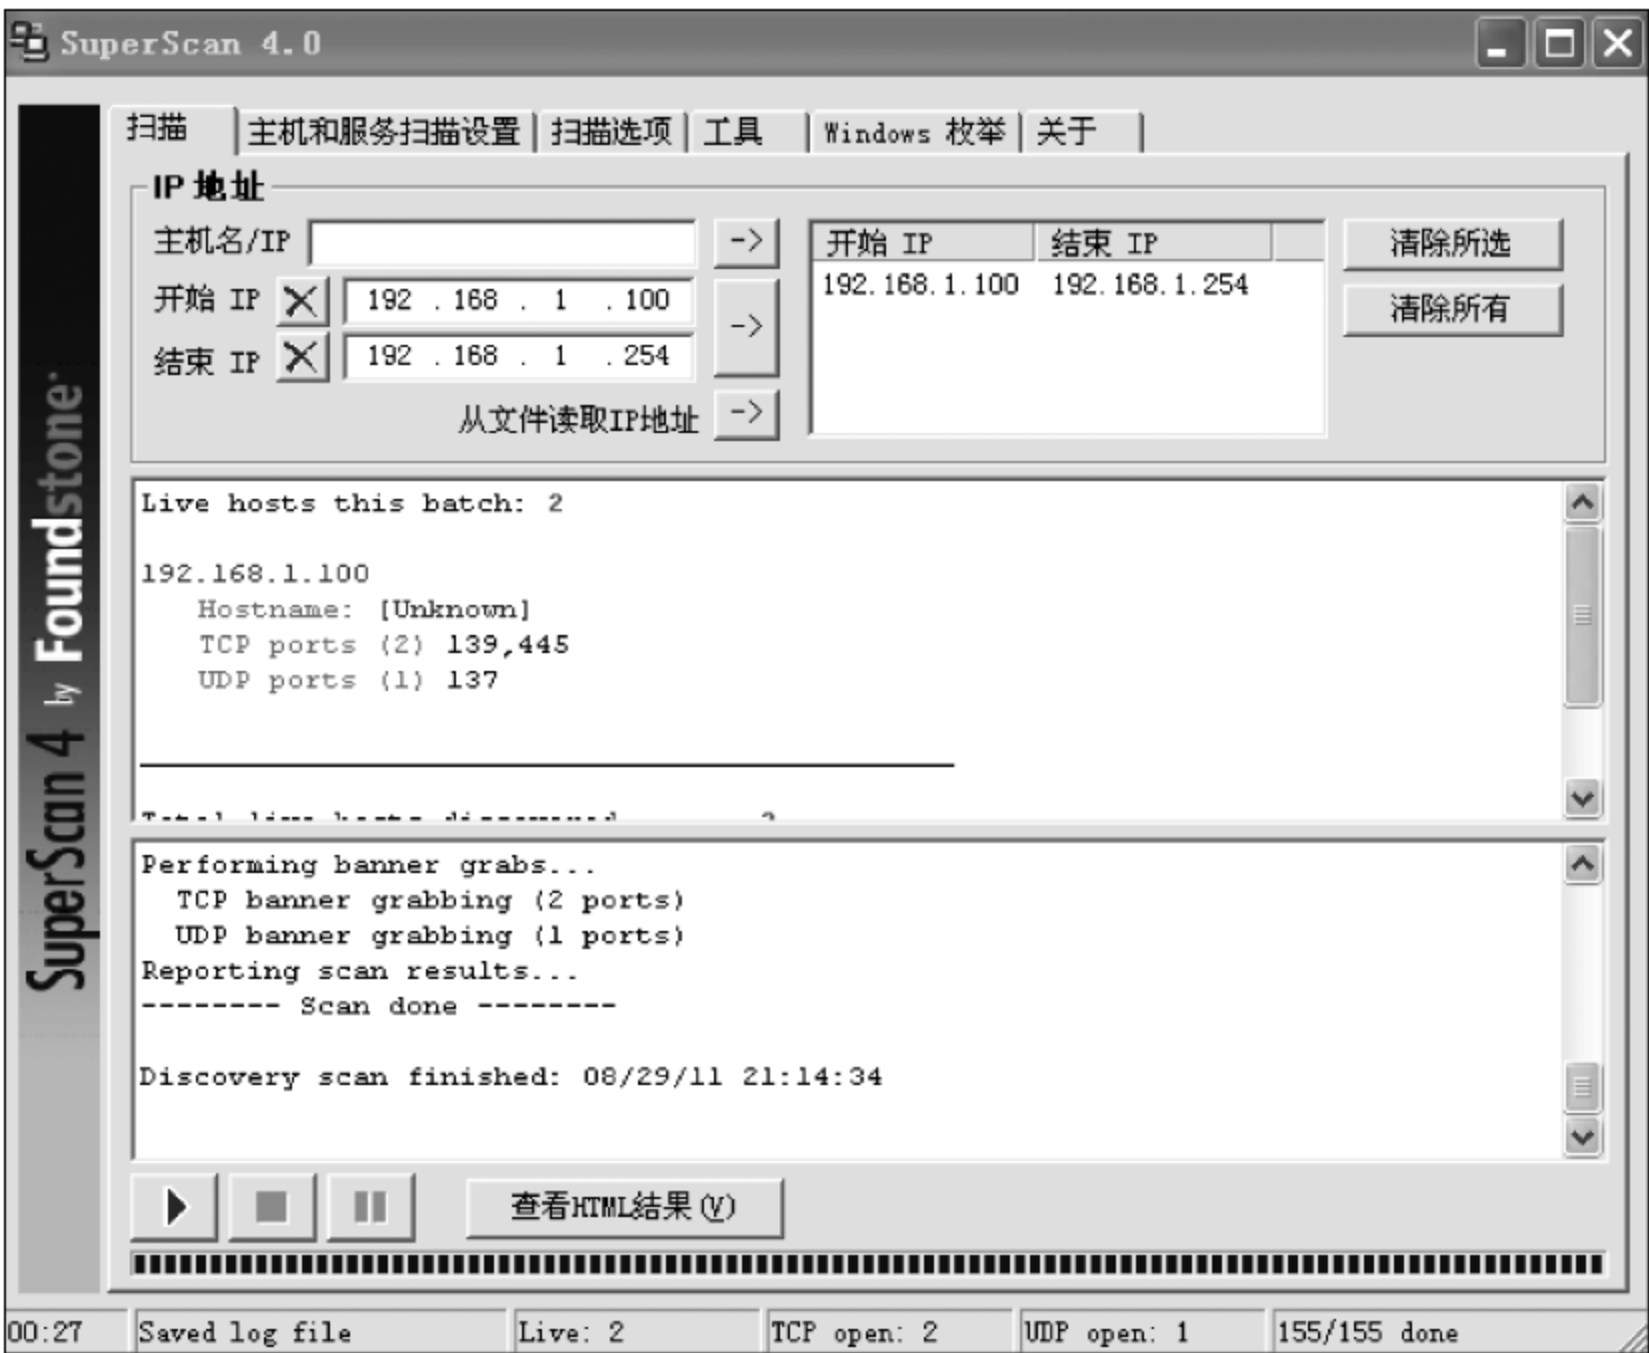 SuperScan 4.0
扫描 主机和服务扫描设置 扫描选项 工具 Windows 枚举 关于
IP 地址
主机名/IP -> 开始 IP 结束 IP 清除所选
开始 IP 192 . 168 . 1 . 100 -> 192.168.1.100 192.168.1.254 清除所有
结束 IP 192 . 168 . 1 . 254
从文件读取IP地址 ->
Live hosts this batch: 2
192.168.1.100
Hostname: [Unknown]
TCP ports (2) 139,445
UDP ports (1) 137
Total live hosts discovered 2
Performing banner grabs...
TCP banner grabbing (2 ports)
UDP banner grabbing (1 ports)
Reporting scan results...
-------- Scan done --------
Discovery scan finished: 08/29/11 21:14:34
查看HTML结果(V)
00:27 Saved log file Live: 2 TCP open: 2 UDP open: 1 155/155 done
SuperScan 4 by Foundstone